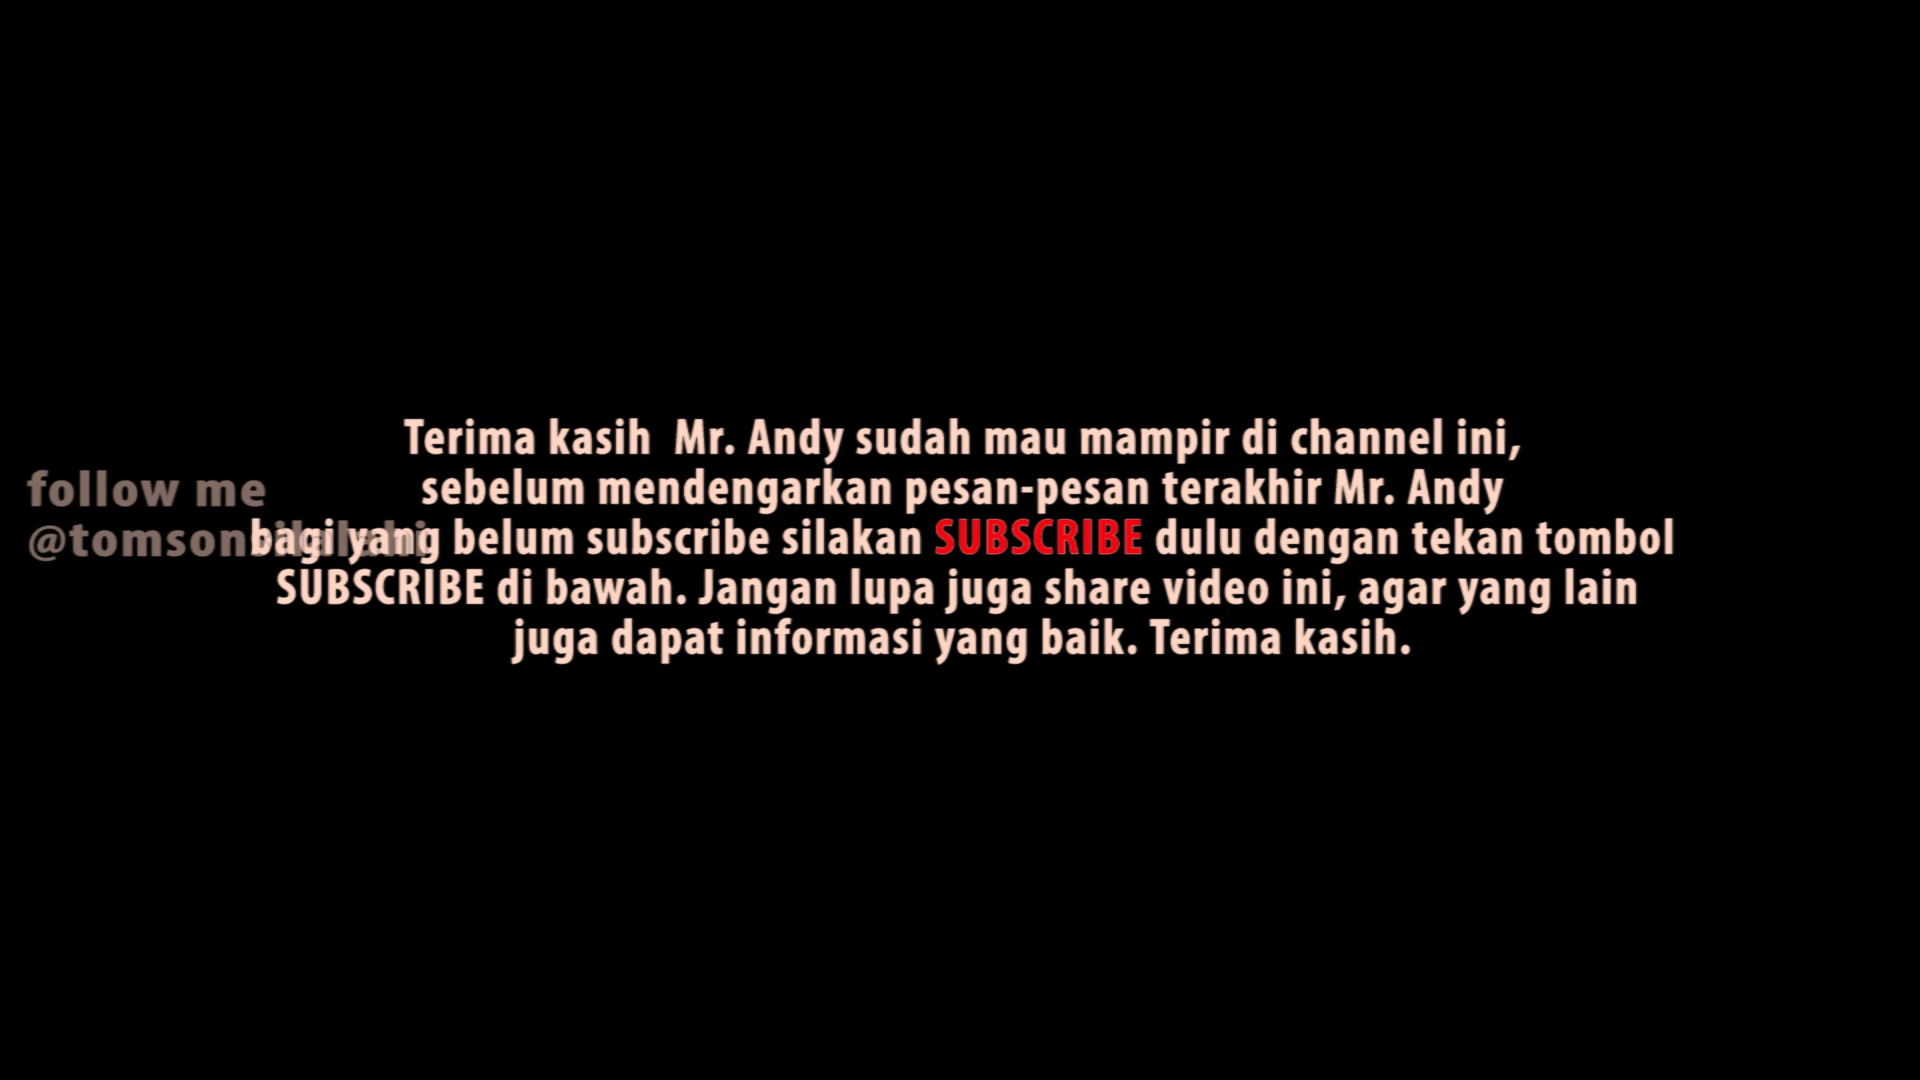 Terima kasih  Mr. Andy sudah mau mampir di channel ini,
sebelum mendengarkan pesan-pesan terakhir Mr. Andy
bagi yang belum subscribe silakan SUBSCRIBE dulu dengan tekan tombol
SUBSCRIBE di bawah. Jangan lupa juga share video ini, agar yang lain
juga dapat informasi yang baik. Terima kasih.
follow me